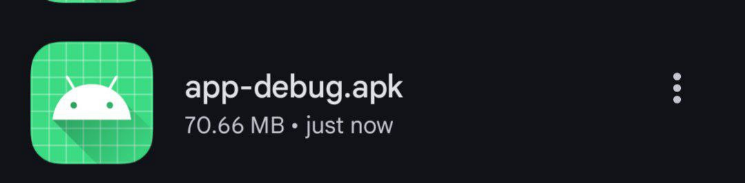 app-debug.apk
70.66 MB • just now